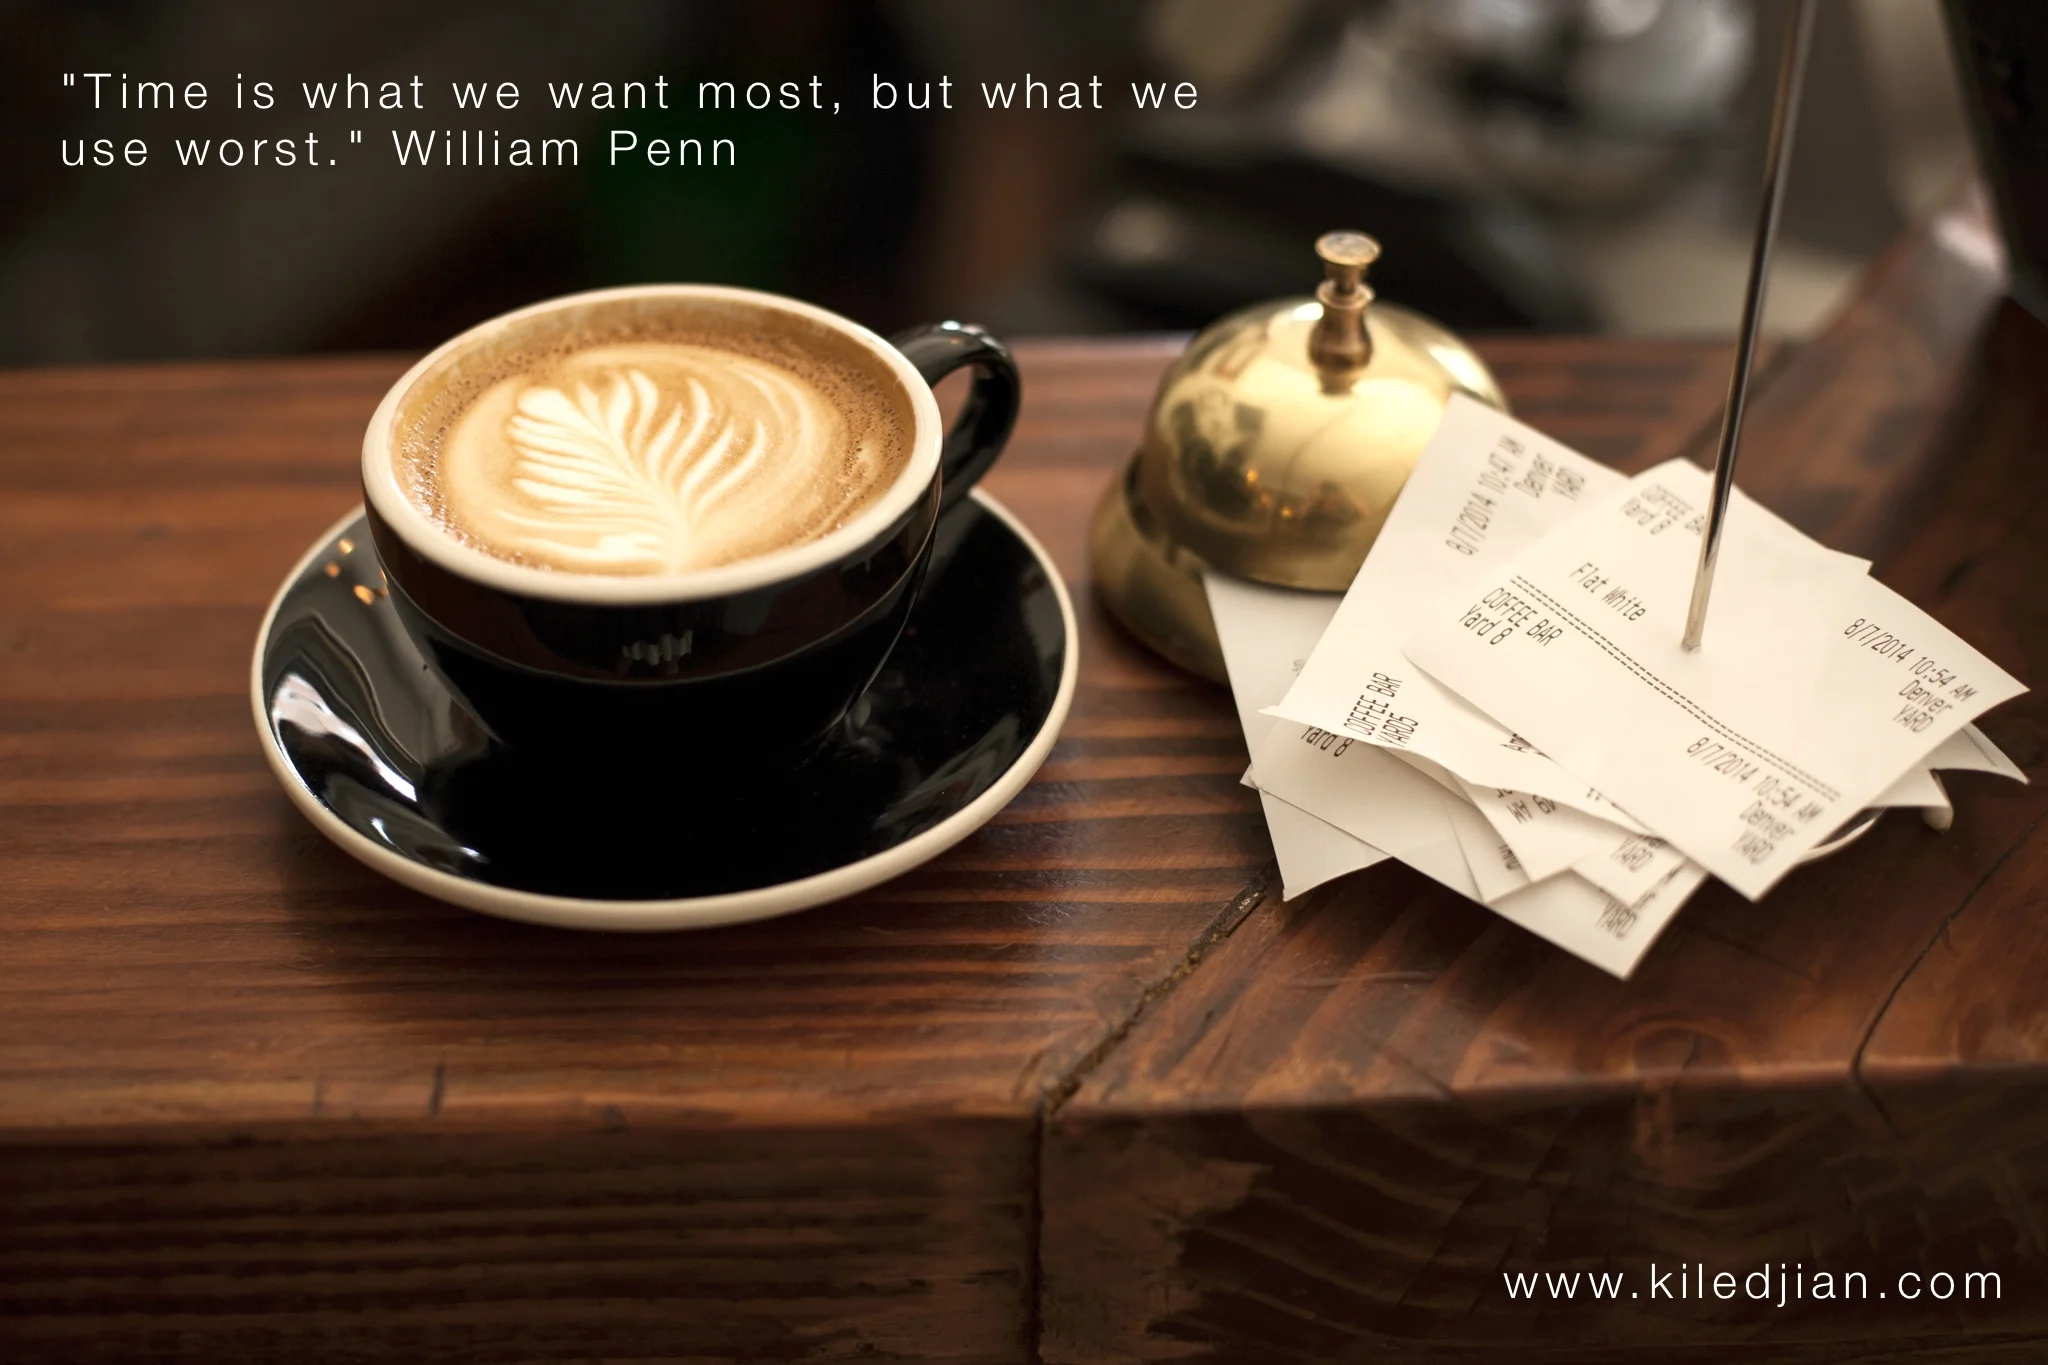 "Time is what we want most, but what we
use worst." William Penn
8/7/2014 10:47 AM
Denver
YARD
COFFEE BA
Yard 8
Flat White
COFFEE BAR
Yard 8
8/7/2014 10:54 AM
Denver
YARD
8/7/2014 10:54 AM
Denver
YARD
COFFEE BAR
YARD5
Yard 8
YARD
YARD
www.kiledjian.com